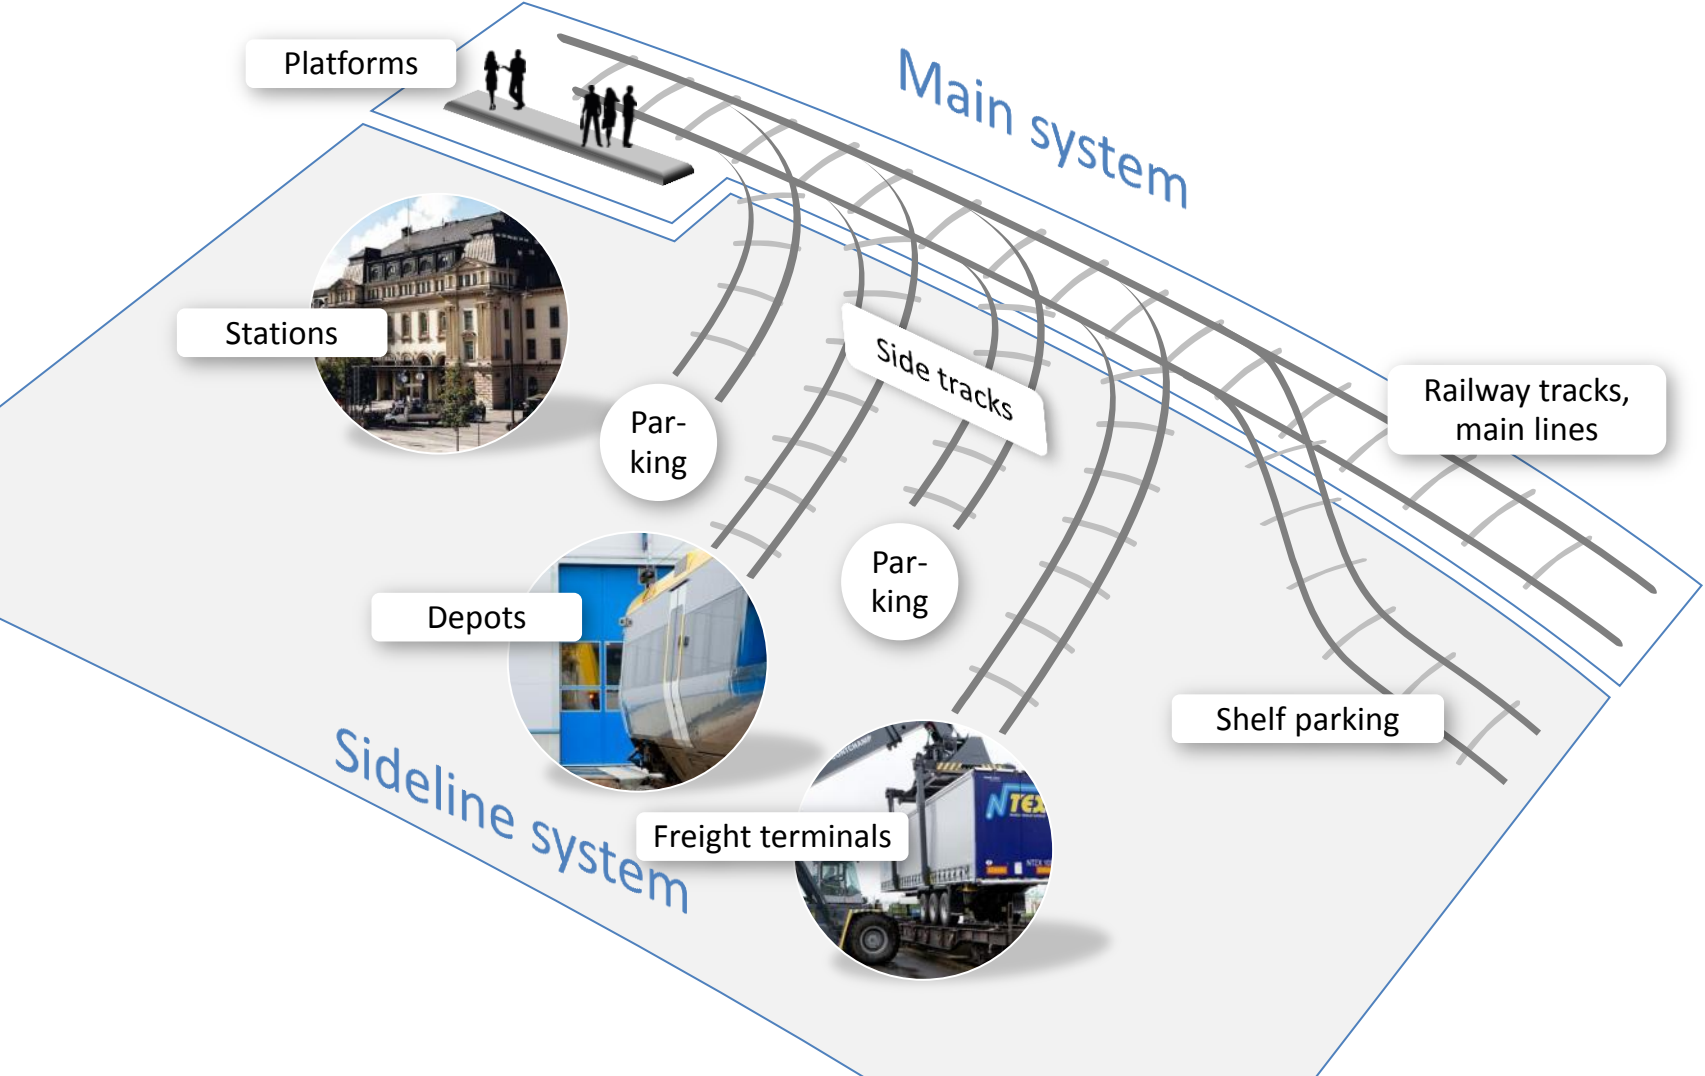 Platforms
Main system
Stations
Side tracks
Railway tracks,
main lines
Par-
king
Par-
king
Depots
Shelf parking
Sideline system
Freight terminals
NTEX